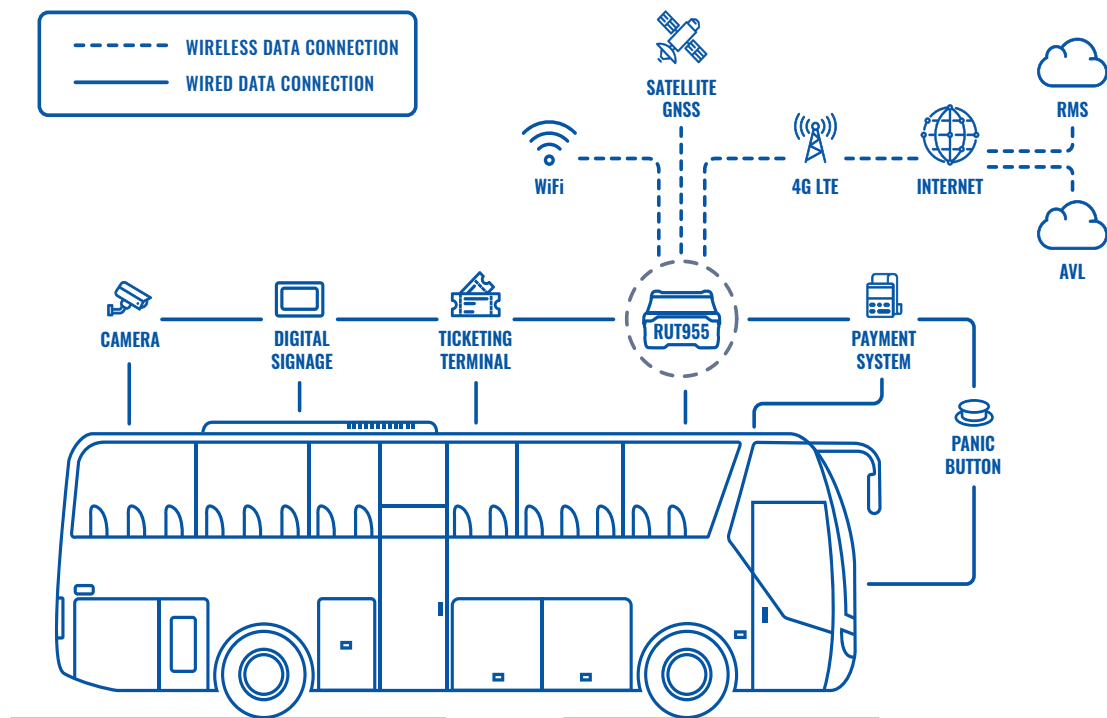 WIRELESS DATA CONNECTION
WIRED DATA CONNECTION
SATELLITE
GNSS
WiFi
4G LTE
INTERNET
RMS
AVL
CAMERA
DIGITAL
SIGNAGE
TICKETING
TERMINAL
RUT955
PAYMENT
SYSTEM
PANIC
BUTTON